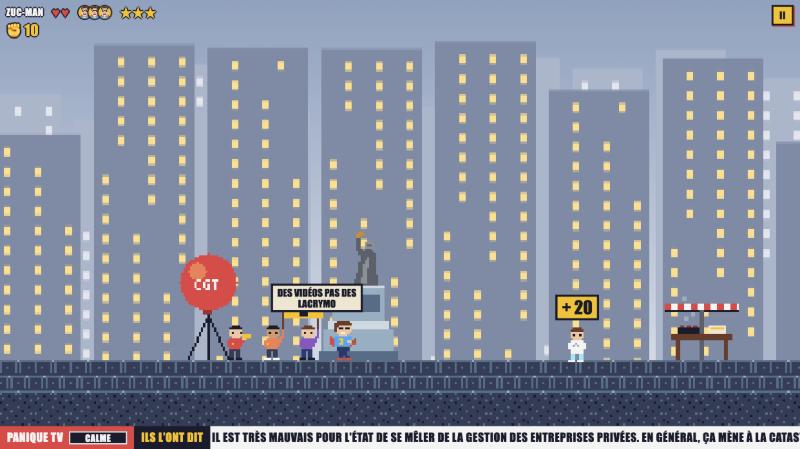 ZUC-MAN
10
CGT
DES VIDÉOS PAS DES
LACRYMO
+ 20
PANIQUE TV
CALME
ILS L'ONT DIT
IL EST TRÈS MAUVAIS POUR L'ÉTAT DE SE MÊLER DE LA GESTION DES ENTREPRISES PRIVÉES. EN GÉNÉRAL, ÇA MÈNE À LA CATAS